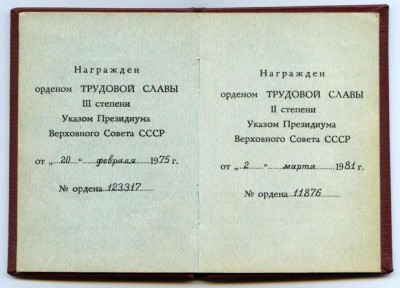 Награжден
орденом ТРУДОВОЙ СЛАВЫ
III степени
Указом Президиума
Верховного Совета СССР
от „ 20 “ февраля 1975 г.
№ ордена 123317
Награжден
орденом ТРУДОВОЙ СЛАВЫ
II степени
Указом Президиума
Верховного Совета СССР
от „ 2 “ марта 1981 г.
№ ордена 11876